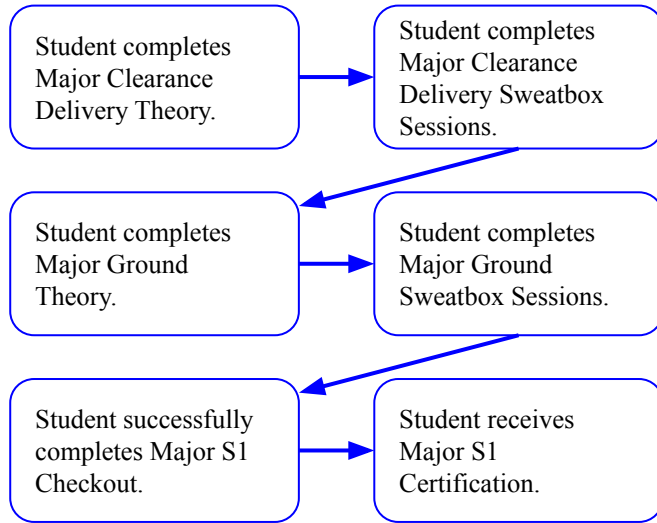 Student completes
Major Clearance
Delivery Theory.
Student completes
Major Clearance
Delivery Sweatbox
Sessions.
Student completes
Major Ground
Theory.
Student completes
Major Ground
Sweatbox Sessions.
Student successfully
completes Major S1
Checkout.
Student receives
Major S1
Certification.